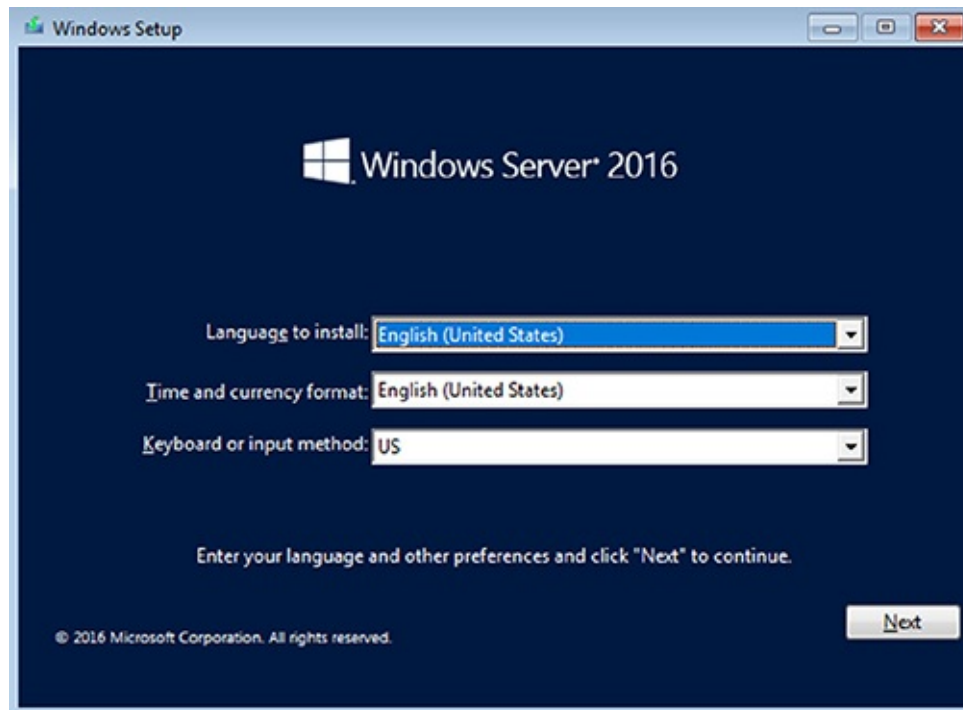 Windows Setup
Windows Server® 2016
Language to install: English (United States)
Time and currency format: English (United States)
Keyboard or input method: US
Enter your language and other preferences and click "Next" to continue.
Next
© 2016 Microsoft Corporation. All rights reserved.